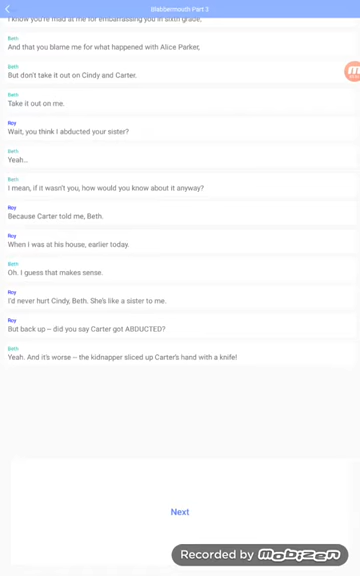 Blabbermouth Part 3
I know you're mad at me for embarrassing you in sixth grade,
Beth
And that you blame me for what happened with Alice Parker,
Beth
But don't take it out on Cindy and Carter.
Beth
Take it out on me.
Roy
Wait, you think I abducted your sister?
Beth
Yeah...
Beth
I mean, if it wasn't you, how would you know about it anyway?
Roy
Because Carter told me, Beth.
Roy
When I was at his house, earlier today.
Beth
Oh. I guess that makes sense.
Roy
I'd never hurt Cindy, Beth. She's like a sister to me.
Roy
But back up – did you say Carter got ABDUCTED?
Beth
Yeah. And it's worse – the kidnapper sliced up Carter's hand with a knife!
Next
Recorded by mobizen